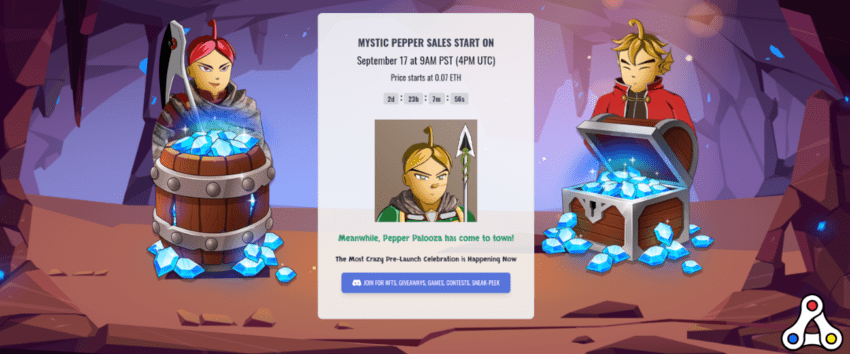 MYSTIC PEPPER SALES START ON
September 17 at 9AM PST (4PM UTC)
Price starts at 0.07 ETH
2d : 23h : 7m : 56s
Meanwhile, Pepper Palooza has come to town!
The Most Crazy Pre-Launch Celebration is Happening Now
JOIN FOR NFTS, GIVEAWAYS, GAMES, CONTESTS, SNEAK-PEEK